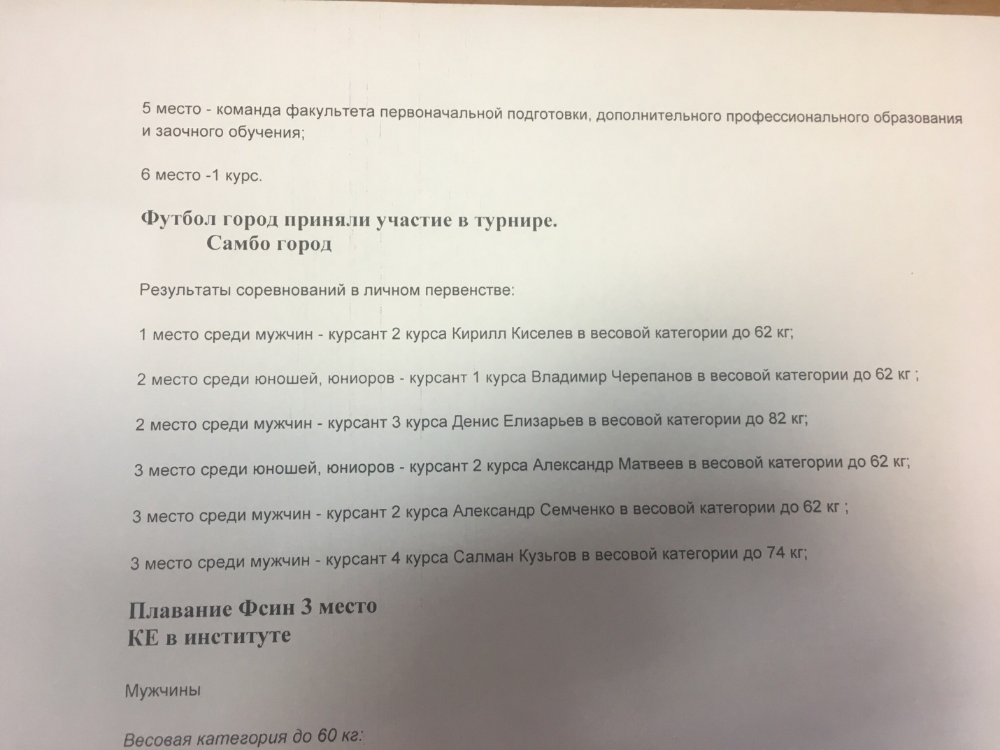 5 место - команда факультета первоначальной подготовки, дополнительного профессионального образования
и заочного обучения;
6 место -1 курс.
Футбол город приняли участие в турнире.
Самбо город
Результаты соревнований в личном первенстве:
1 место среди мужчин - курсант 2 курса Кирилл Киселев в весовой категории до 62 кг;
2 место среди юношей, юниоров - курсант 1 курса Владимир Черепанов в весовой категории до 62 кг ;
2 место среди мужчин - курсант 3 курса Денис Елизарьев в весовой категории до 82 кг;
3 место среди юношей, юниоров - курсант 2 курса Александр Матвеев в весовой категории до 62 кг;
3 место среди мужчин - курсант 2 курса Александр Семченко в весовой категории до 62 кг ;
3 место среди мужчин - курсант 4 курса Салман Кузьгов в весовой категории до 74 кг;
Плавание Фсин 3 место
КЕ в институте
Мужчины
Весовая категория до 60 кг: